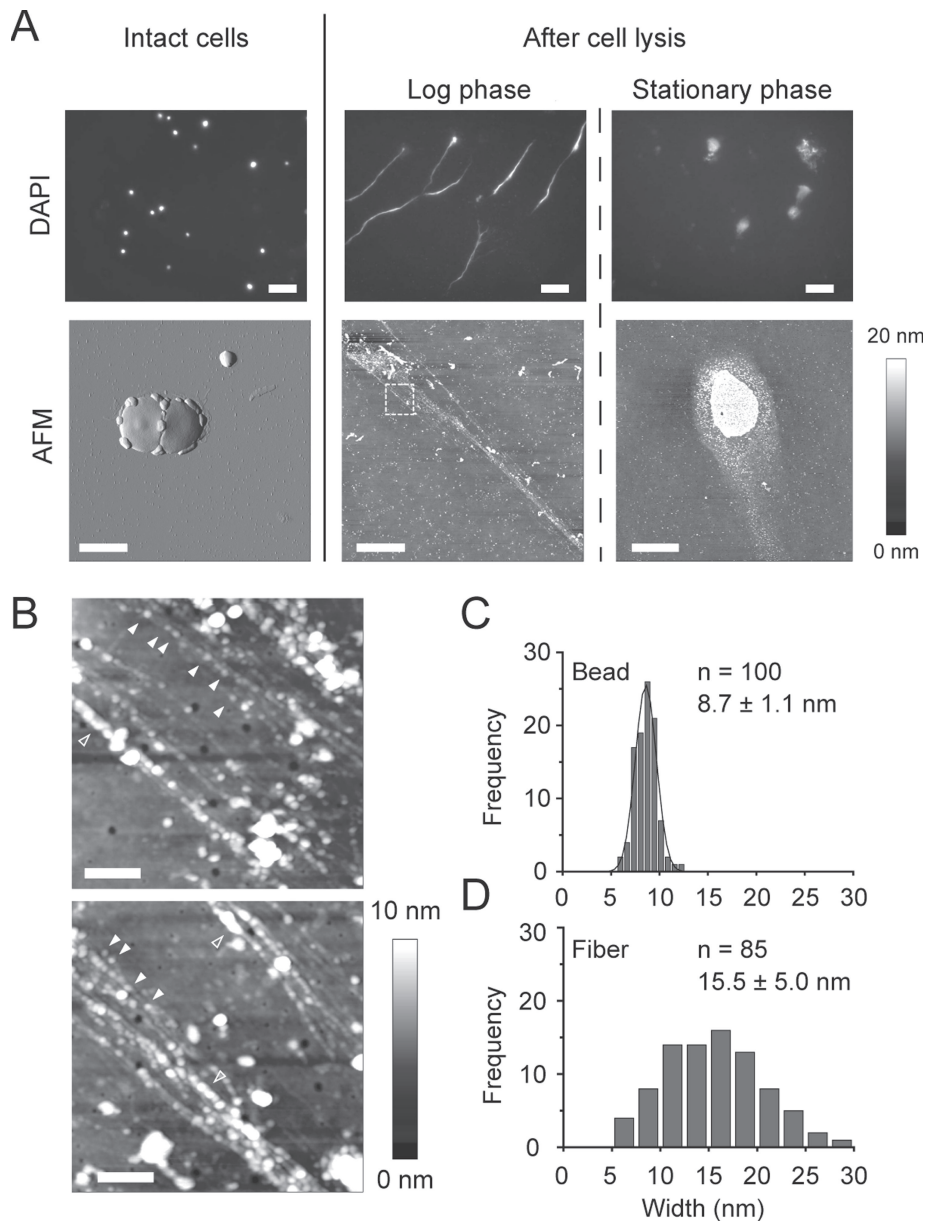 A
Intact cells
After cell lysis
Log phase
Stationary phase
DAPI
AFM
20 nm
0 nm
B
10 nm
0 nm
C
30
20
10
0
Frequency
Bead
n = 100
8.7 ± 1.1 nm
0 5 10 15 20 25 30
D
30
20
10
0
Frequency
Fiber
n = 85
15.5 ± 5.0 nm
0 5 10 15 20 25 30
Width (nm)